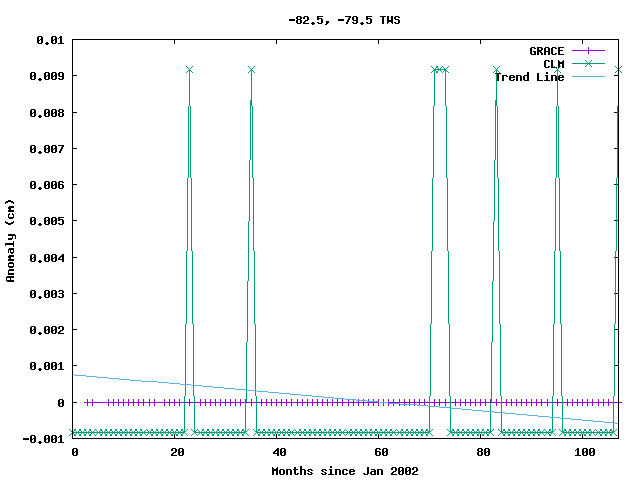 -82.5, -79.5 TWS
0.01
0.009
0.008
0.007
0.006
0.005
0.004
0.003
0.002
0.001
0
-0.001
Anomaly (cm)
GRACE
CLM
Trend Line
0 20 40 60 80 100
Months since Jan 2002